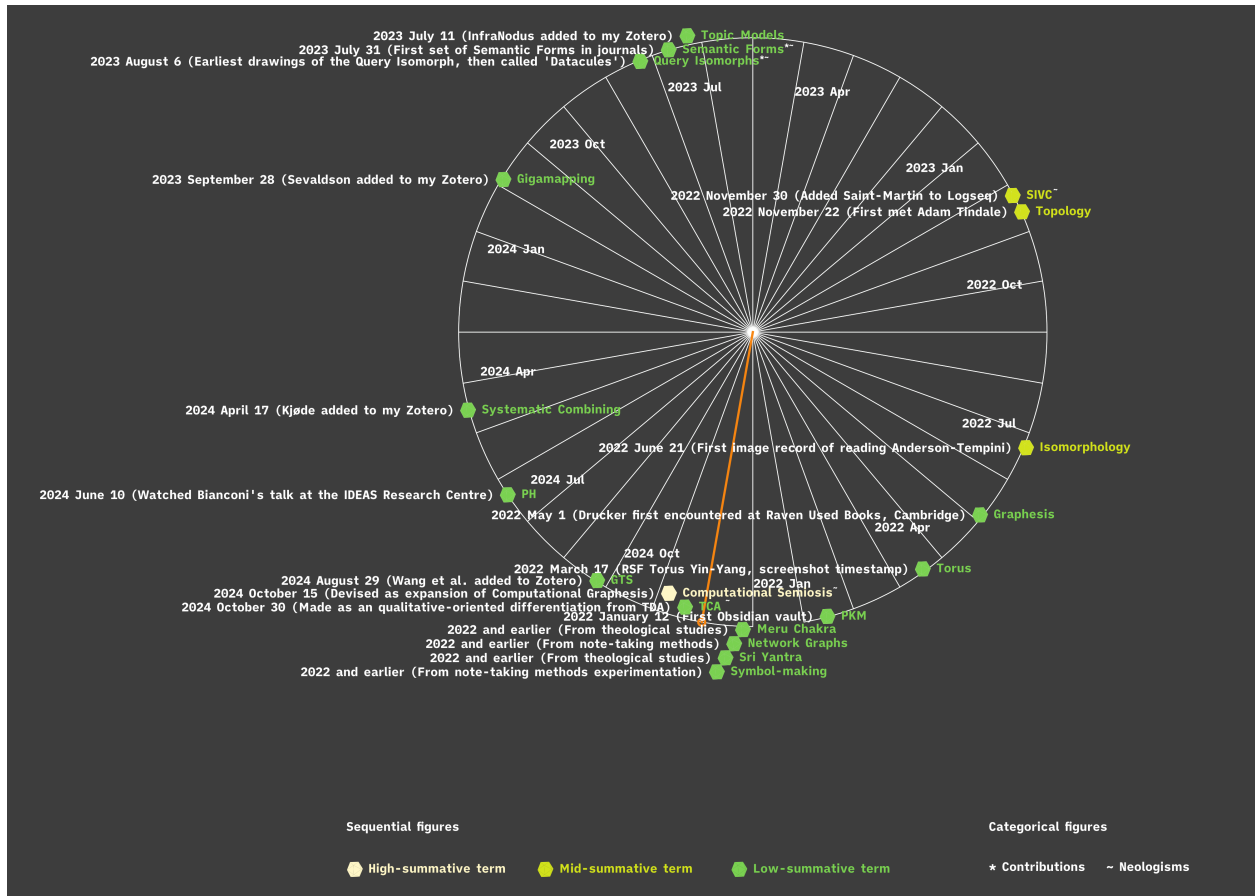 2023 July 11 (InfraNodus added to my Zotero) Topic Models
2023 July 31 (First set of Semantic Forms in journals) Semantic Forms*~
2023 August 6 (Earliest drawings of the Query Isomorph, then called 'Datacules') Query Isomorphs*~
2023 Jul
2023 Apr
2023 Oct
2023 Jan
2023 September 28 (Sevaldson added to my Zotero) Gigamapping
2022 November 30 (Added Saint-Martin to Logseq) SIVC~
2022 November 22 (First met Adam Tindale) Topology
2024 Jan
2022 Oct
2024 Apr
2024 April 17 (Kjøde added to my Zotero) Systematic Combining
2022 Jul
2022 June 21 (First image record of reading Anderson-Tempini) Isomorphology
2024 Jul
2024 June 10 (Watched Bianconi's talk at the IDEAS Research Centre) PH
2022 May 1 (Drucker first encountered at Raven Used Books, Cambridge) Graphesis
2022 Apr
2024 Oct
2022 March 17 (RSF Torus Yin-Yang, screenshot timestamp) Torus
2024 August 29 (Wang et al. added to Zotero) GTS
2022 Jan
2024 October 15 (Devised as expansion of Computational Graphesis) Computational Semiosis~
2024 October 30 (Made as an qualitative-oriented differentiation from TDA) TCA~
2022 January 12 (First Obsidian vault) PKM
2022 and earlier (From theological studies) Meru Chakra
2022 and earlier (From note-taking methods) Network Graphs
2022 and earlier (From theological studies) Sri Yantra
2022 and earlier (From note-taking methods experimentation) Symbol-making
Sequential figures
Categorical figures
High-summative term
Mid-summative term
Low-summative term
* Contributions
~ Neologisms